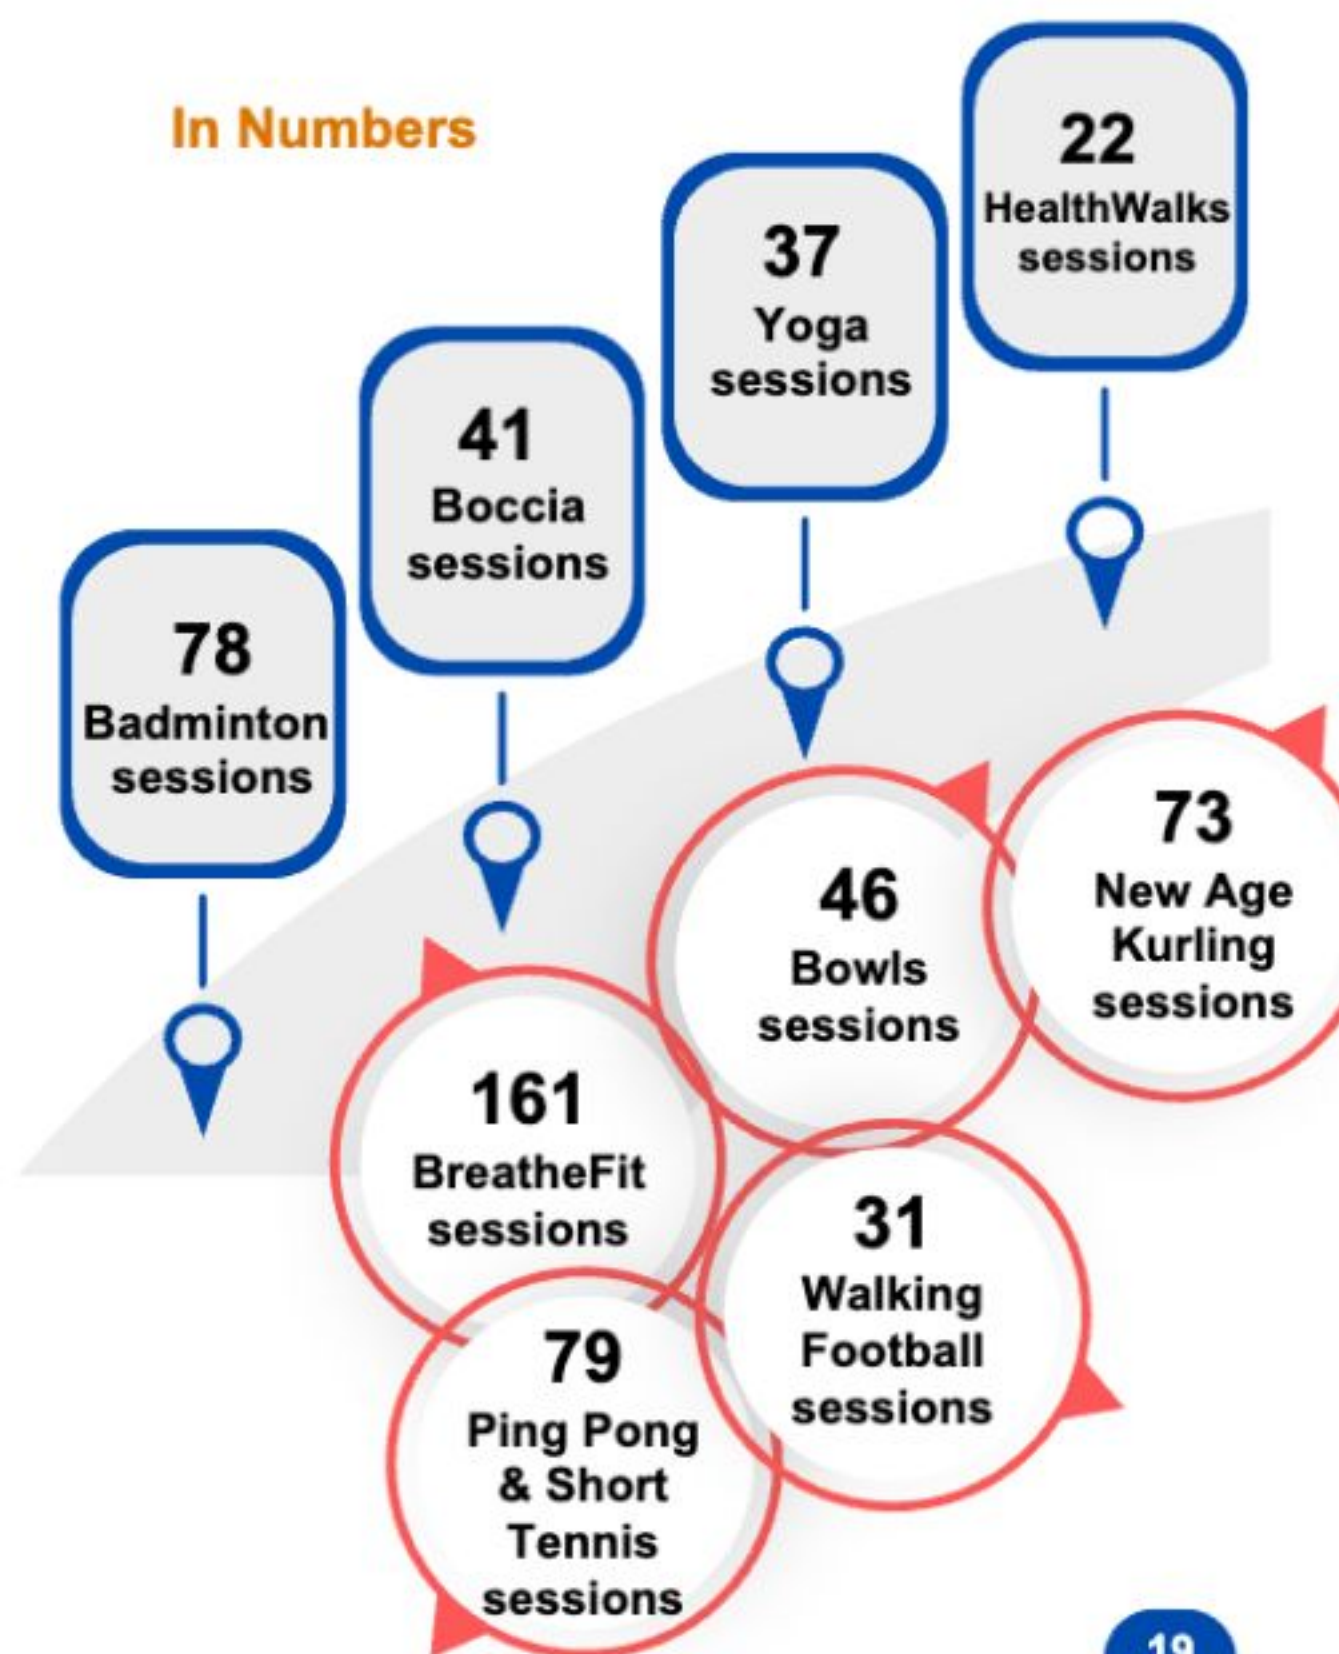 In Numbers
22
HealthWalks
sessions
37
Yoga
sessions
41
Boccia
sessions
78
Badminton
sessions
73
New Age
Kurling
sessions
46
Bowls
sessions
161
BreatheFit
sessions
31
Walking
Football
sessions
79
Ping Pong
& Short
Tennis
sessions
19